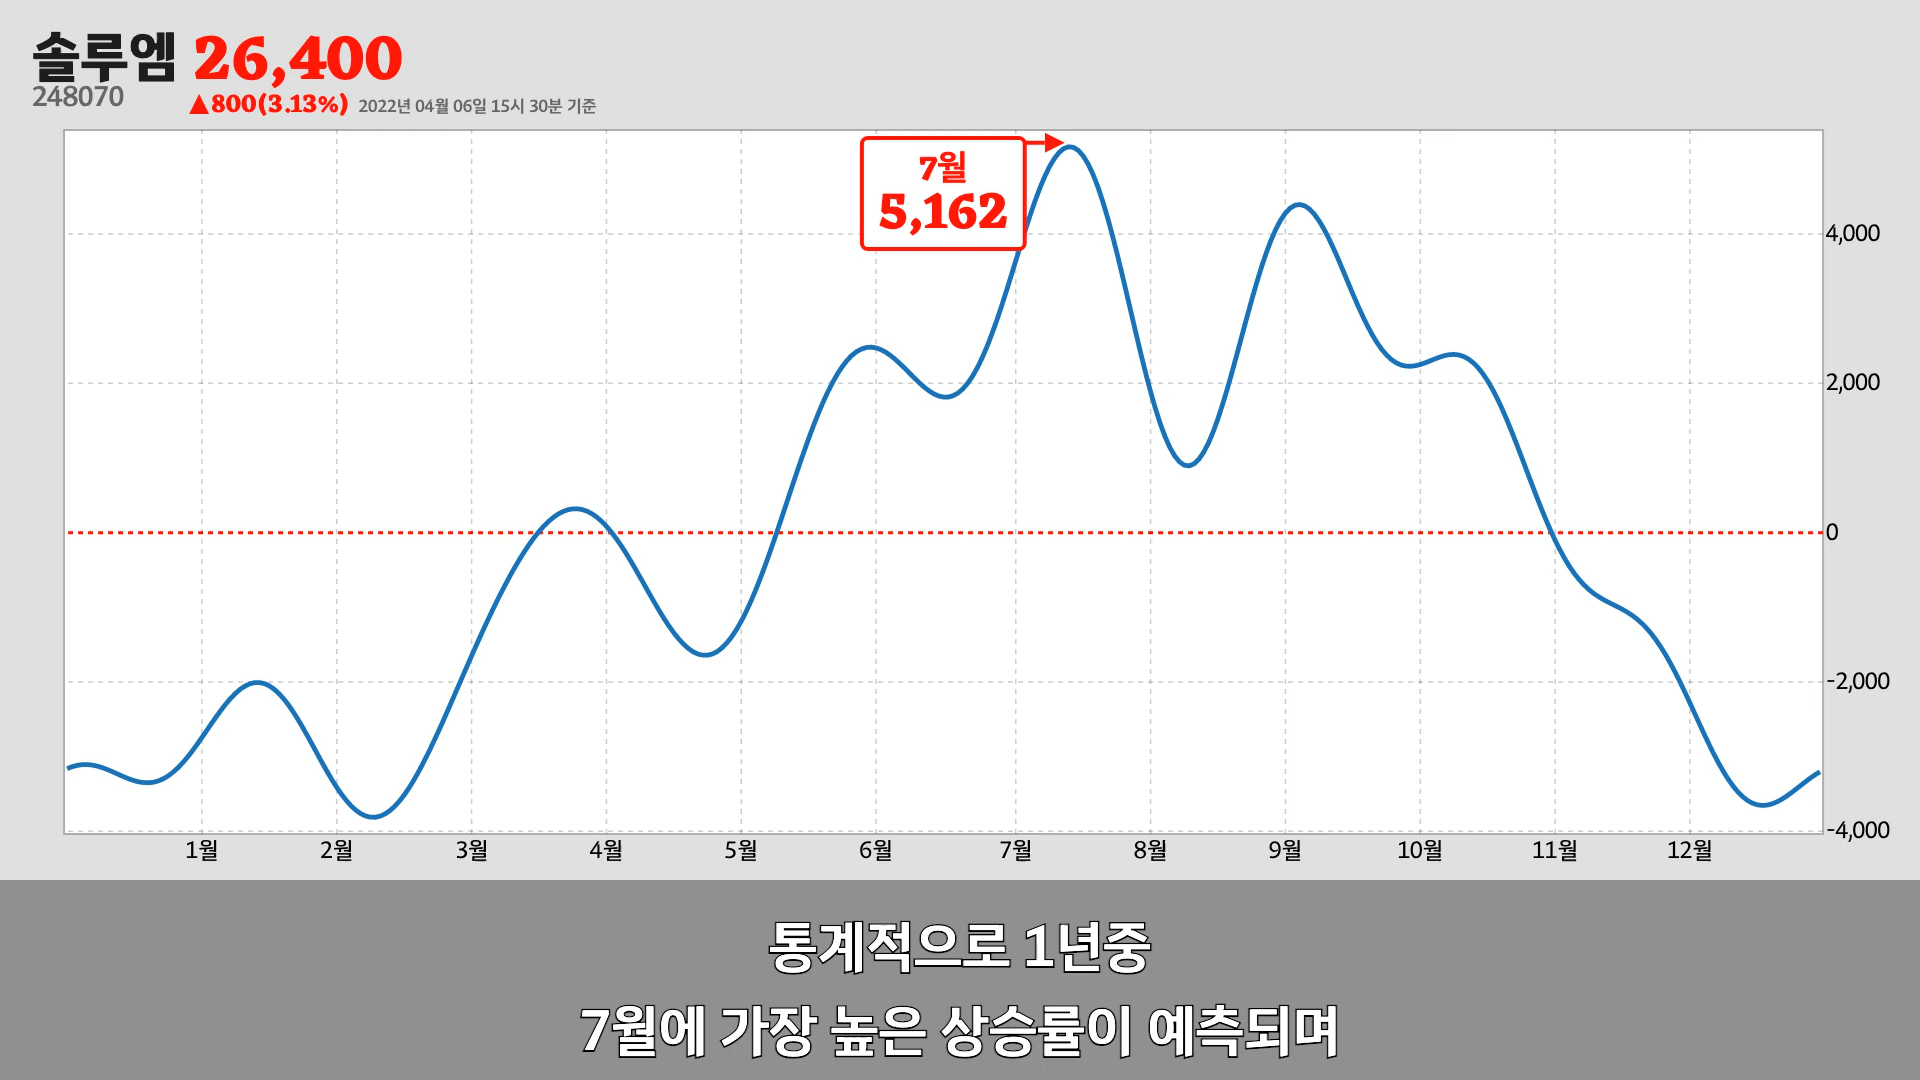 솔루엠 26,400
248070
▲800(3.13%) 2022년 04월 06일 15시 30분 기준
7월
5,162
4,000
2,000
0
-2,000
-4,000
1월 2월 3월 4월 5월 6월 7월 8월 9월 10월 11월 12월
통계적으로 1년중
7월에 가장 높은 상승률이 예측되며